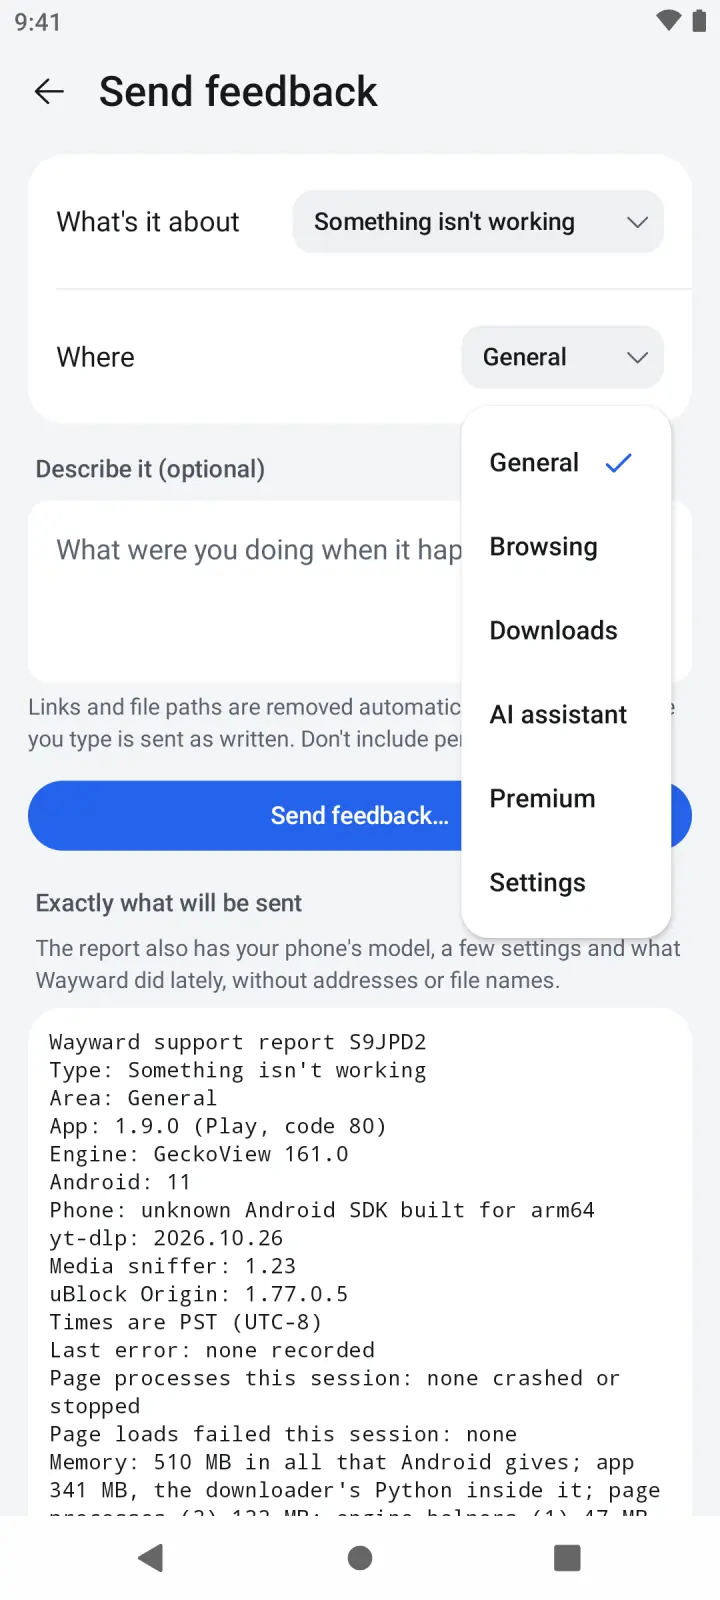 9:41
Send feedback
What's it about
Something isn't working
Where
General
General
Browsing
Downloads
AI assistant
Premium
Settings
Describe it (optional)
What were you doing when it hap
Links and file paths are removed automatic
you type is sent as written. Don't include
Send feedback...
Exactly what will be sent
The report also has your phone's model, a few settings and what
Wayward did lately, without addresses or file names.
Wayward support report S9JPD2
Type: Something isn't working
Area: General
App: 1.9.0 (Play, code 80)
Engine: GeckoView 161.0
Android: 11
Phone: unknown Android SDK built for arm64
yt-dlp: 2026.10.26
Media sniffer: 1.23
uBlock Origin: 1.77.0.5
Times are PST (UTC-8)
Last error: none recorded
Page processes this session: none crashed or
stopped
Page loads failed this session: none
Memory: 510 MB in all that Android gives; app
341 MB, the downloader's Python inside it; page